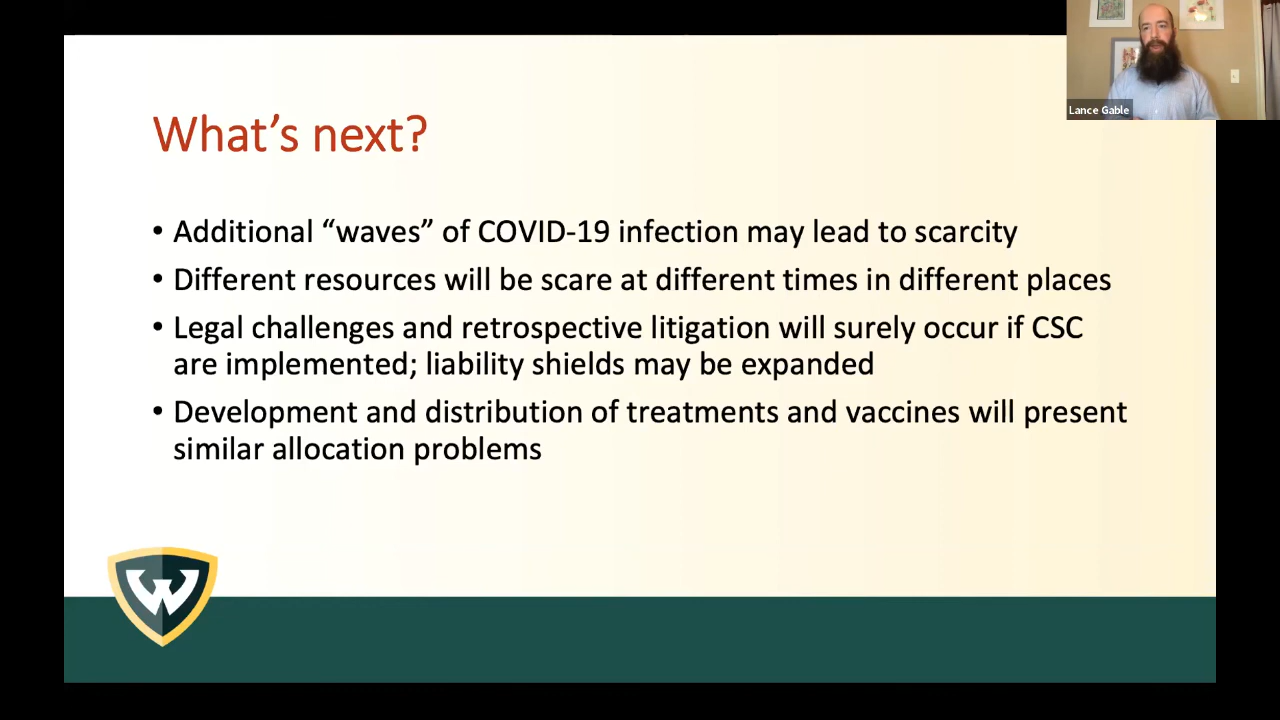 Lance Gable
What’s next?
• Additional “waves” of COVID-19 infection may lead to scarcity
• Different resources will be scare at different times in different places
• Legal challenges and retrospective litigation will surely occur if CSC
are implemented; liability shields may be expanded
• Development and distribution of treatments and vaccines will present
similar allocation problems
W